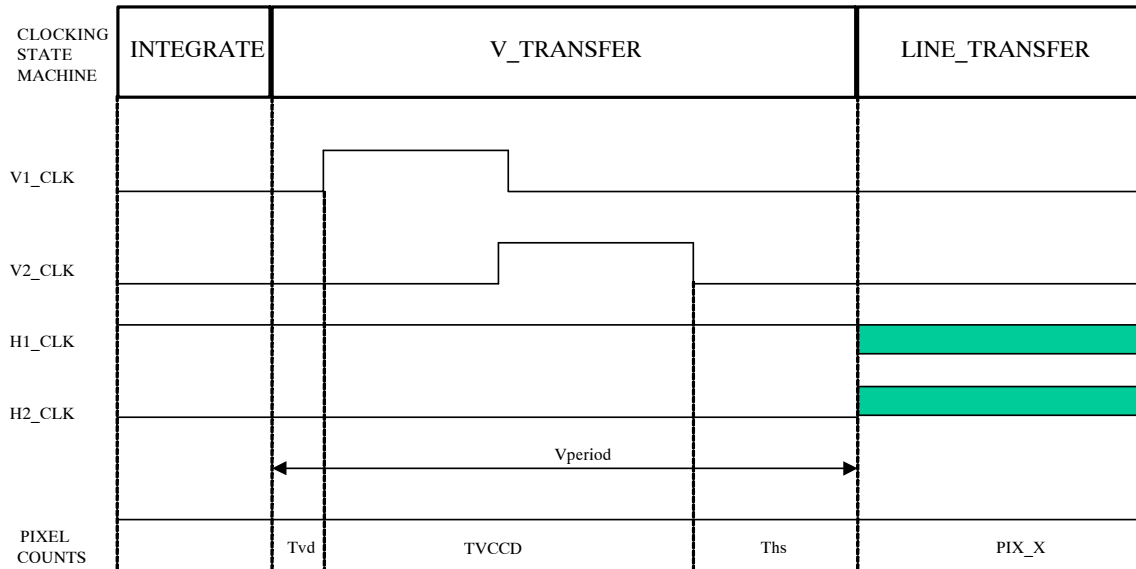 CLOCKING
STATE
MACHINE
INTEGRATE
V_TRANSFER
LINE_TRANSFER
V1_CLK
V2_CLK
H1_CLK
H2_CLK
Vperiod
PIXEL
COUNTS
Tvd
TVCCD
Ths
PIX_X